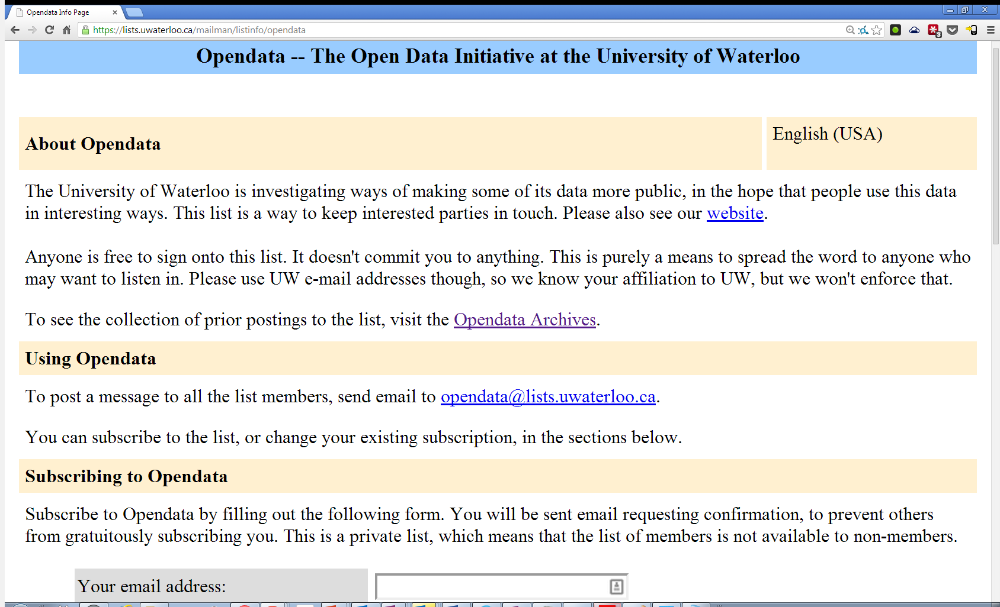 Opendata Info Page
https://lists.uwaterloo.ca/mailman/listinfo/opendata
3
Opendata -- The Open Data Initiative at the University of Waterloo
About Opendata
English (USA)
The University of Waterloo is investigating ways of making some of its data more public, in the hope that people use this data
in interesting ways. This list is a way to keep interested parties in touch. Please also see our website.
Anyone is free to sign onto this list. It doesn't commit you to anything. This is purely a means to spread the word to anyone who
may want to listen in. Please use UW e-mail addresses though, so we know your affiliation to UW, but we won't enforce that.
To see the collection of prior postings to the list, visit the Opendata Archives.
Using Opendata
To post a message to all the list members, send email to opendata@lists.uwaterloo.ca.
You can subscribe to the list, or change your existing subscription, in the sections below.
Subscribing to Opendata
Subscribe to Opendata by filling out the following form. You will be sent email requesting confirmation, to prevent others
from gratuitously subscribing you. This is a private list, which means that the list of members is not available to non-members.
Your email address: